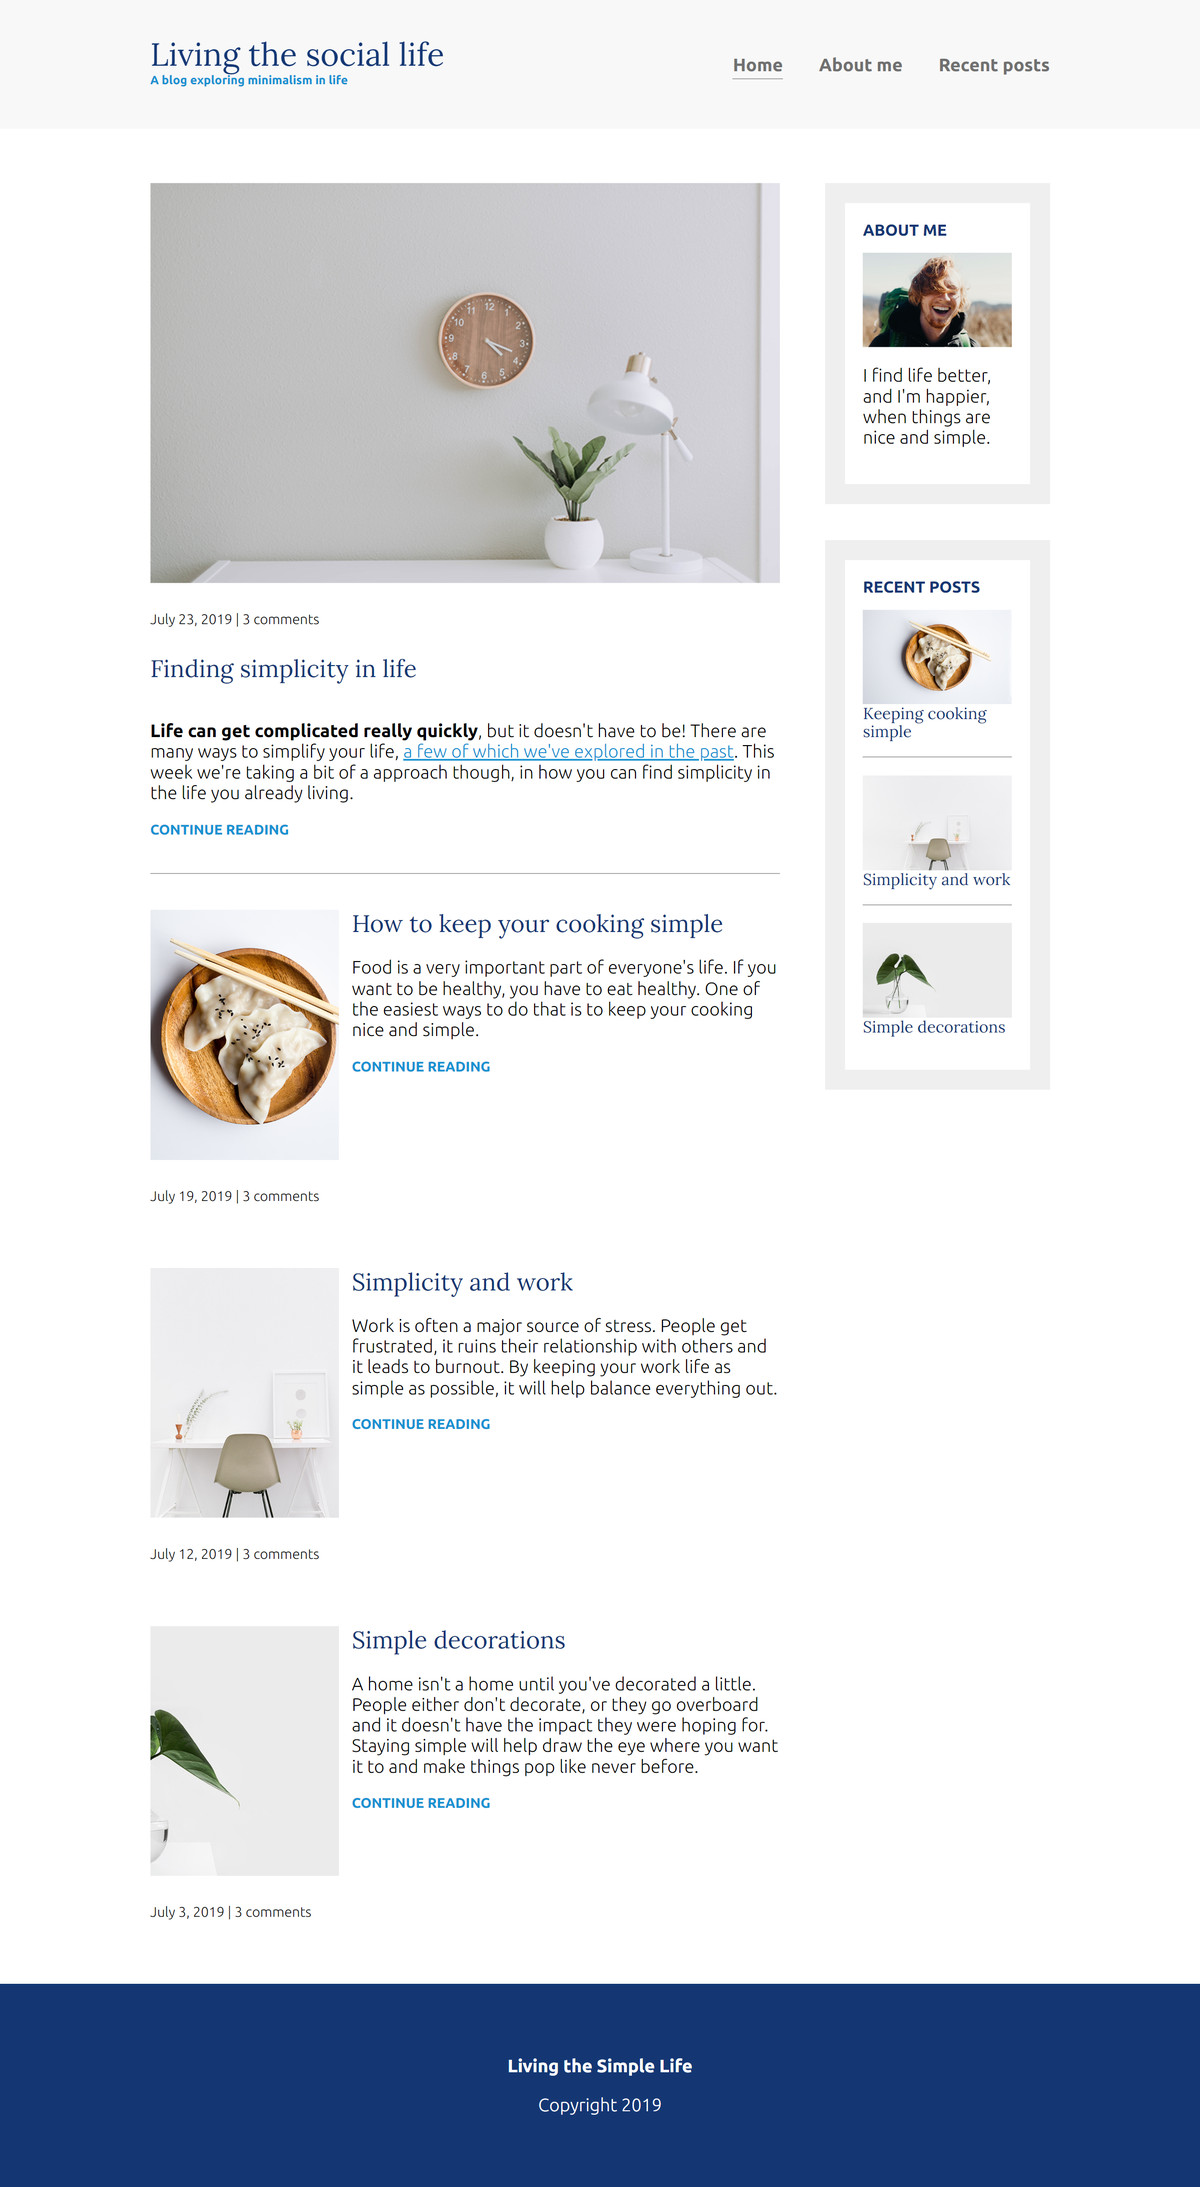 Living the social life
A blog exploring minimalism in life
Home
About me
Recent posts
12
1
2
3
4
5
6
7
8
9
10
11
July 23, 2019 | 3 comments
Finding simplicity in life
Life can get complicated really quickly, but it doesn't have to be! There are
many ways to simplify your life, a few of which we've explored in the past. This
week we're taking a bit of a approach though, in how you can find simplicity in
the life you already living.
CONTINUE READING
How to keep your cooking simple
Food is a very important part of everyone's life. If you
want to be healthy, you have to eat healthy. One of
the easiest ways to do that is to keep your cooking
nice and simple.
CONTINUE READING
July 19, 2019 | 3 comments
Simplicity and work
Work is often a major source of stress. People get
frustrated, it ruins their relationship with others and
it leads to burnout. By keeping your work life as
simple as possible, it will help balance everything out.
CONTINUE READING
July 12, 2019 | 3 comments
Simple decorations
A home isn't a home until you've decorated a little.
People either don't decorate, or they go overboard
and it doesn't have the impact they were hoping for.
Staying simple will help draw the eye where you want
it to and make things pop like never before.
CONTINUE READING
July 3, 2019 | 3 comments
ABOUT ME
I find life better,
and I'm happier,
when things are
nice and simple.
RECENT POSTS
Keeping cooking
simple
Simplicity and work
Simple decorations
Living the Simple Life
Copyright 2019